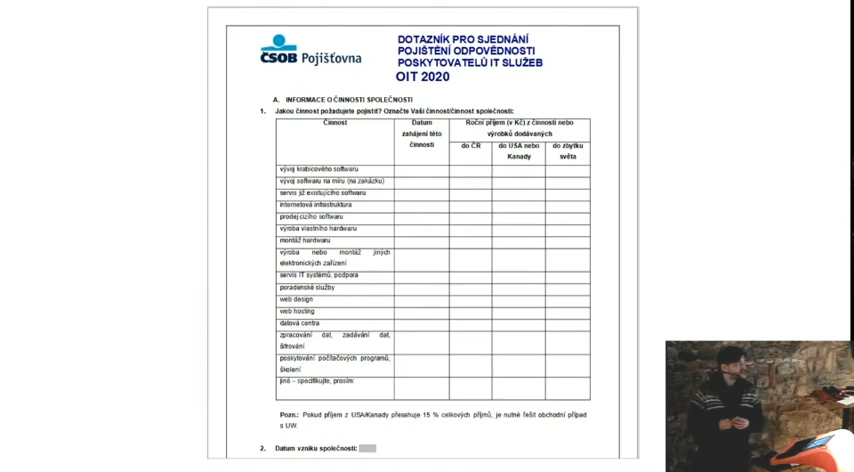 ČSOB Pojišťovna
DOTAZNÍK PRO SJEDNÁNÍ
POJIŠTĚNÍ ODPOVĚDNOSTI
POSKYTOVATELŮ IT SLUŽEB
OIT 2020
A. INFORMACE O ČINNOSTI SPOLEČNOSTI
1. Jakou činnost požadujete pojistit? Označte Vaši činnost/činnost společnosti:
Činnost
Datum
zahájení této
činnosti
Roční příjem (v Kč) z činnosti nebo
výrobků dodávaných
do ČR
do USA nebo
Kanady
do zbytku
světa
vývoj krabicového softwaru
vývoj softwaru na míru (na zakázku)
servis již existujícího softwaru
internetová infrastruktura
prodej cizího softwaru
výroba vlastního hardwaru
montáž hardwaru
výroba nebo montáž jiných
elektronických zařízení
servis IT systémů, podpora
poradenské služby
web design
web hosting
datová centra
zpracování dat, zadávání dat,
šifrování
poskytování počítačových programů,
školení
jiné – specifikujte, prosím:
Pozn.: Pokud příjem z USA/Kanady přesahuje 15 % celkových příjmů, je nutné řešit obchodní případ
s UW.
2. Datum vzniku společnosti: